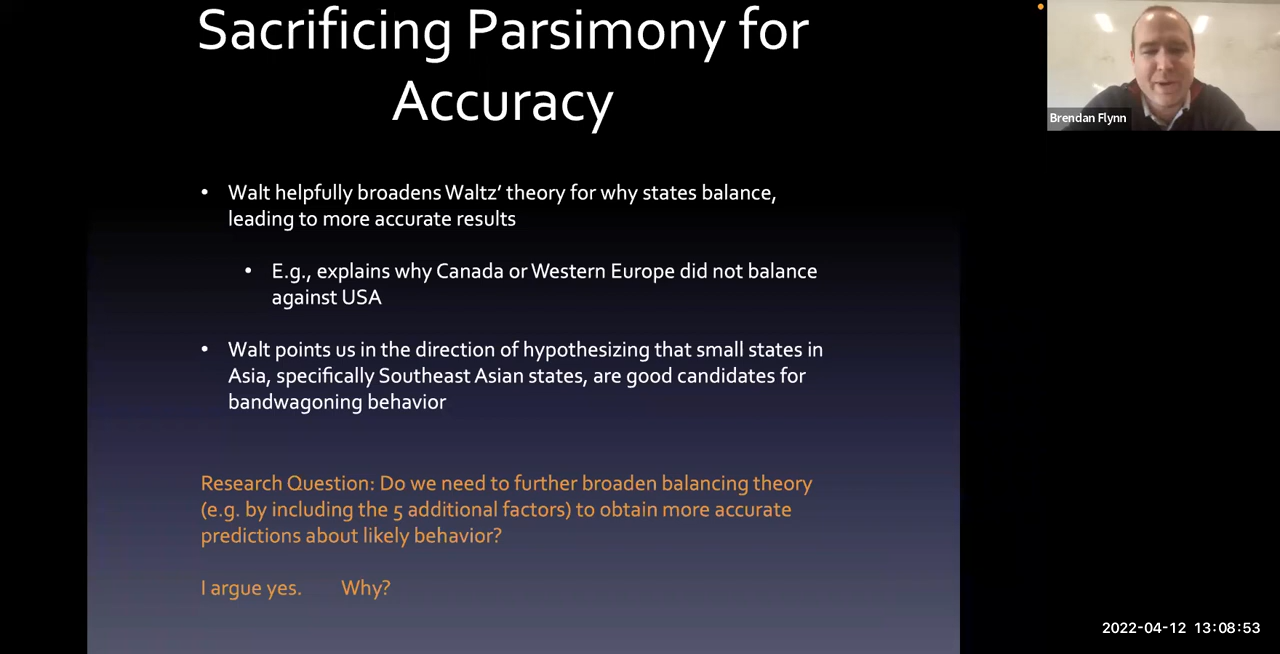 Sacrificing Parsimony for
Accuracy
Brendan Flynn
• Walt helpfully broadens Waltz’ theory for why states balance,
leading to more accurate results
• E.g., explains why Canada or Western Europe did not balance
against USA
• Walt points us in the direction of hypothesizing that small states in
Asia, specifically Southeast Asian states, are good candidates for
bandwagoning behavior
Research Question: Do we need to further broaden balancing theory
(e.g. by including the 5 additional factors) to obtain more accurate
predictions about likely behavior?
I argue yes. Why?
2022-04-12 13:08:53